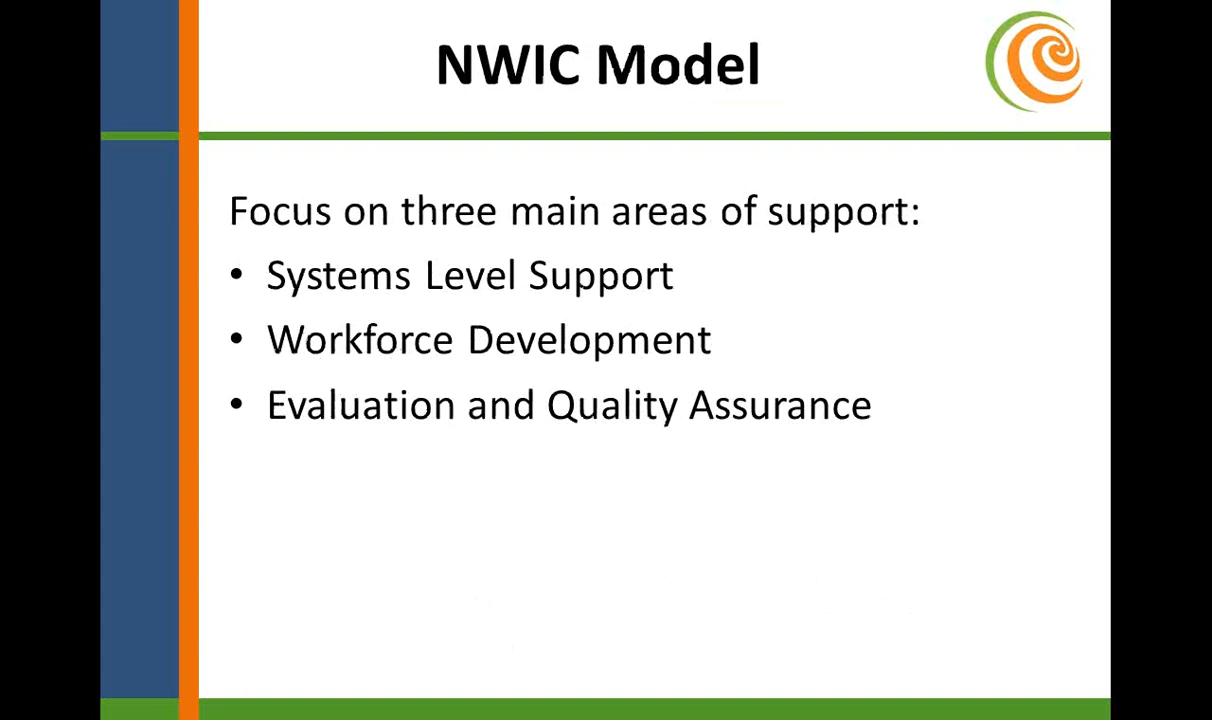 NWIC Model
Focus on three main areas of support:
• Systems Level Support
• Workforce Development
• Evaluation and Quality Assurance